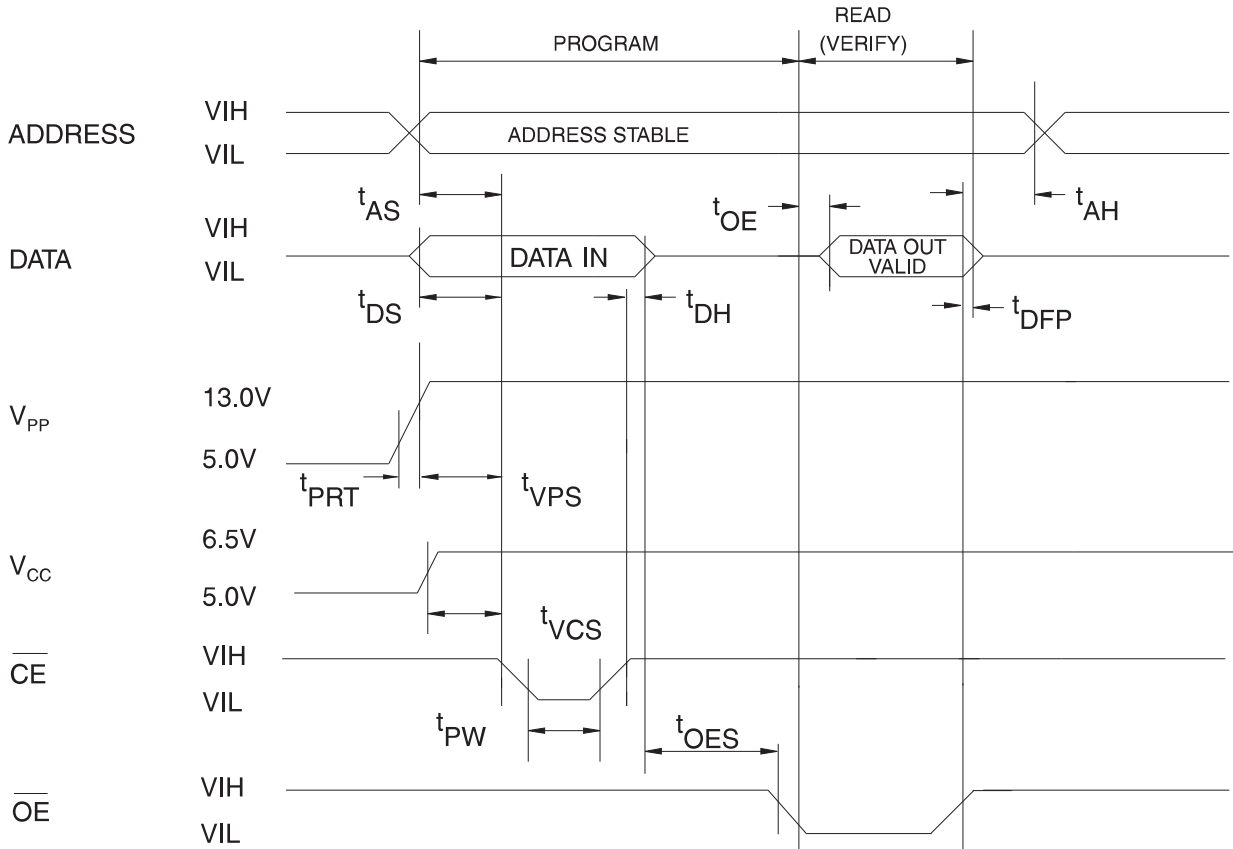 READ
PROGRAM (VERIFY)
VIH
ADDRESS ADDRESS STABLE
VIL
tAS tOE tAH
VIH
DATA DATA IN DATA OUT VALID
VIL
tDS tDH tDFP
13.0V
VPP
5.0V
tPRT tVPS
6.5V
VCC
5.0V
tVCS
VIH
CE
VIL
tPW tOES
VIH
OE
VIL